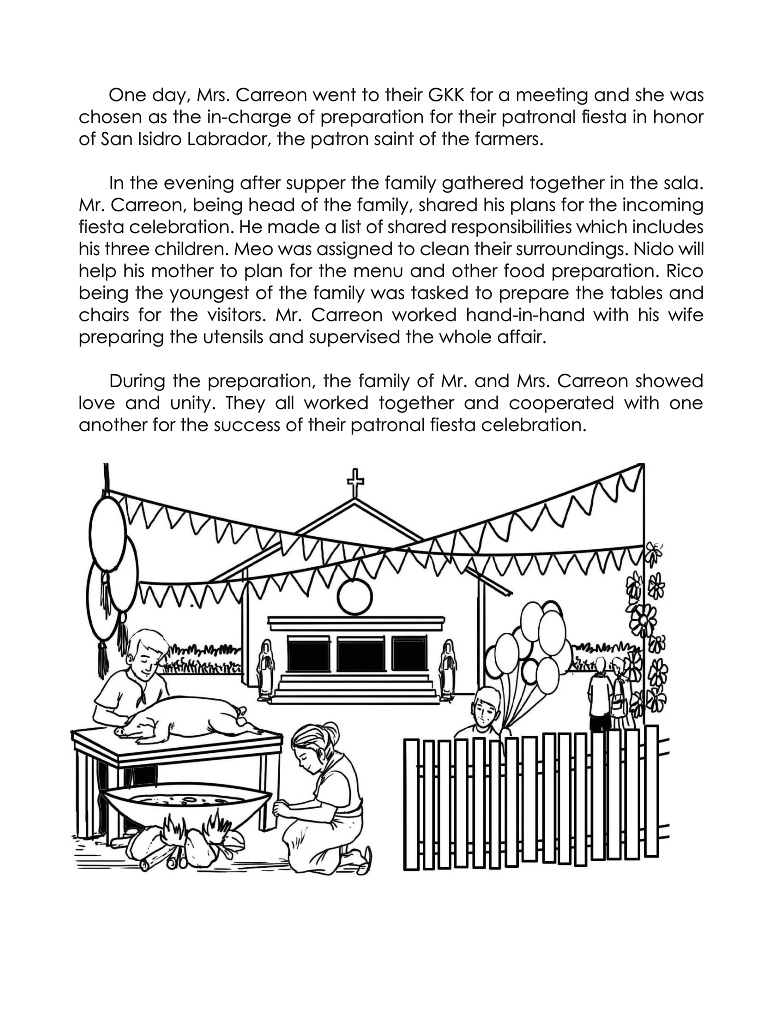 One day, Mrs. Carreon went to their GKK for a meeting and she was
chosen as the in-charge of preparation for their patronal fiesta in honor
of San Isidro Labrador, the patron saint of the farmers.
In the evening after supper the family gathered together in the sala.
Mr. Carreon, being head of the family, shared his plans for the incoming
fiesta celebration. He made a list of shared responsibilities which includes
his three children. Meo was assigned to clean their surroundings. Nido will
help his mother to plan for the menu and other food preparation. Rico
being the youngest of the family was tasked to prepare the tables and
chairs for the visitors. Mr. Carreon worked hand-in-hand with his wife
preparing the utensils and supervised the whole affair.
During the preparation, the family of Mr. and Mrs. Carreon showed
love and unity. They all worked together and cooperated with one
another for the success of their patronal fiesta celebration.